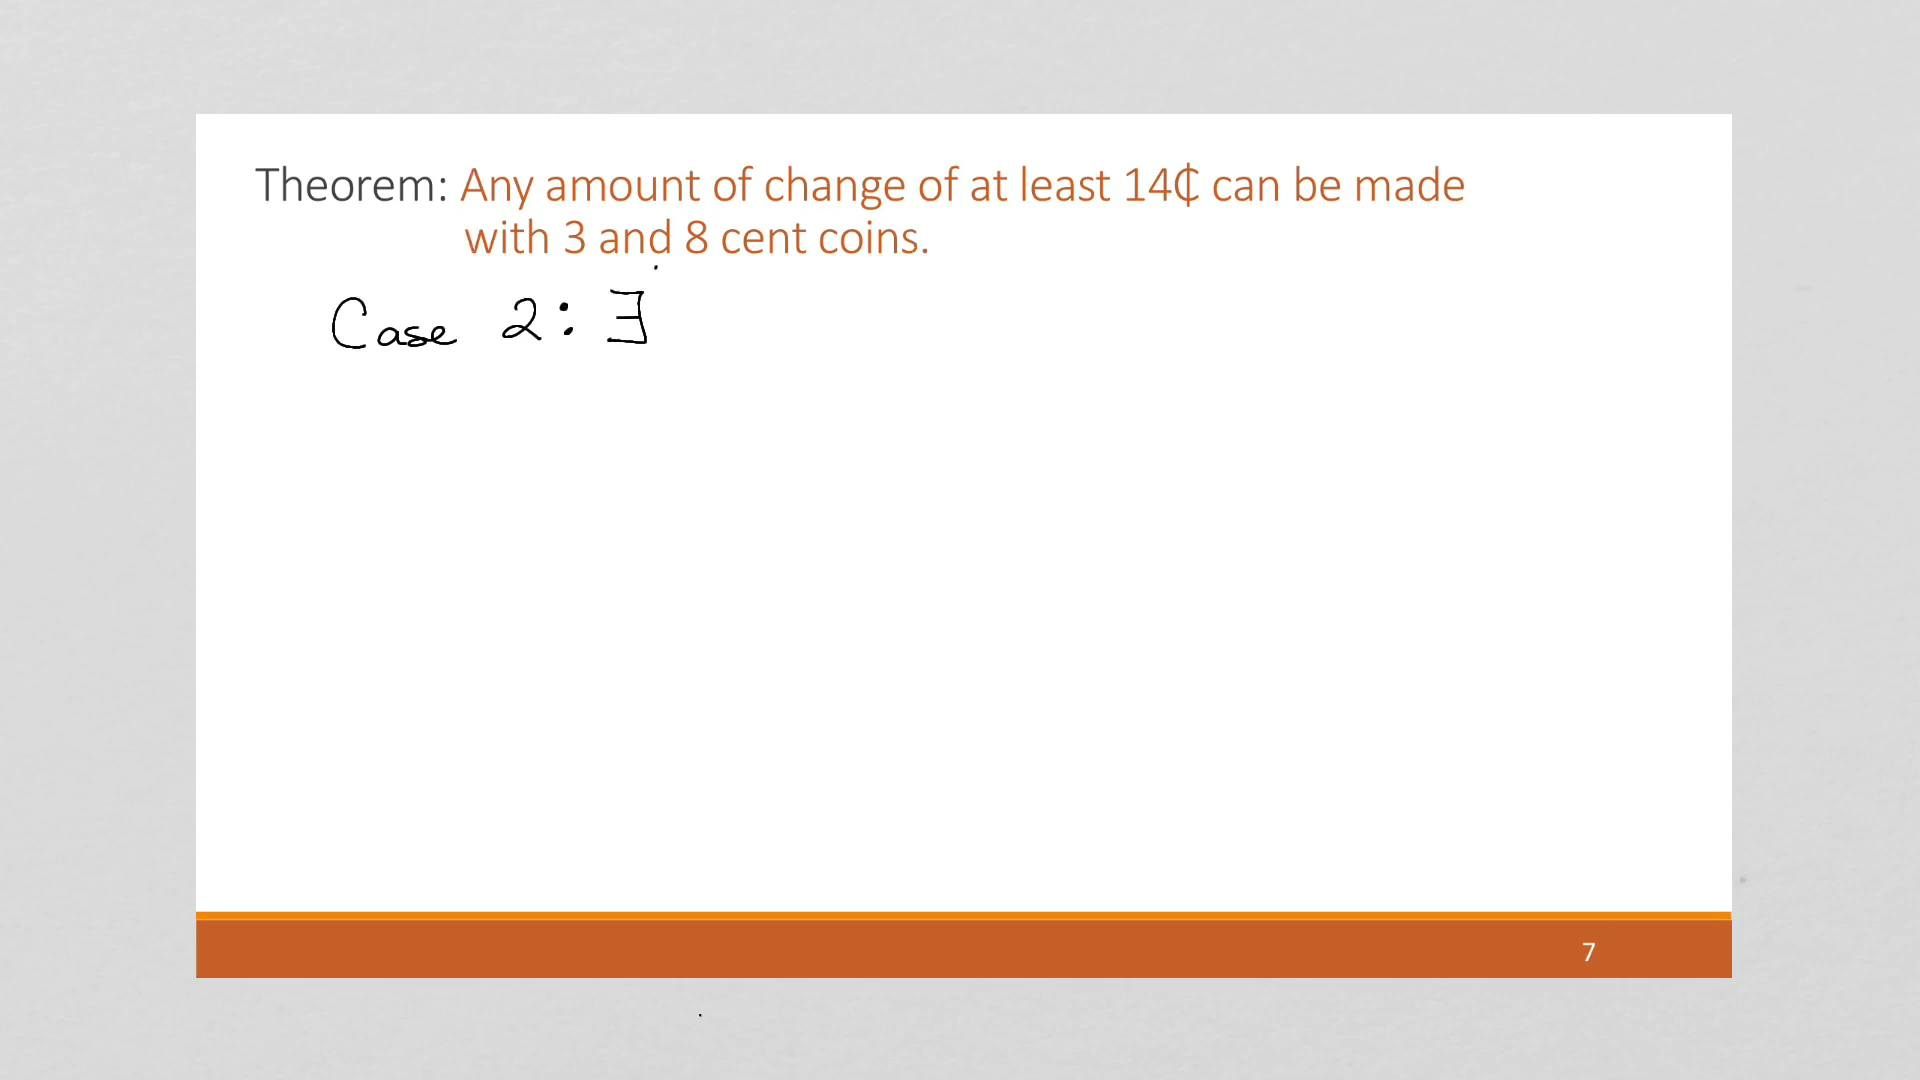 Theorem: Any amount of change of at least 14₵ can be made
with 3 and 8 cent coins.
Case 2: ∃
7